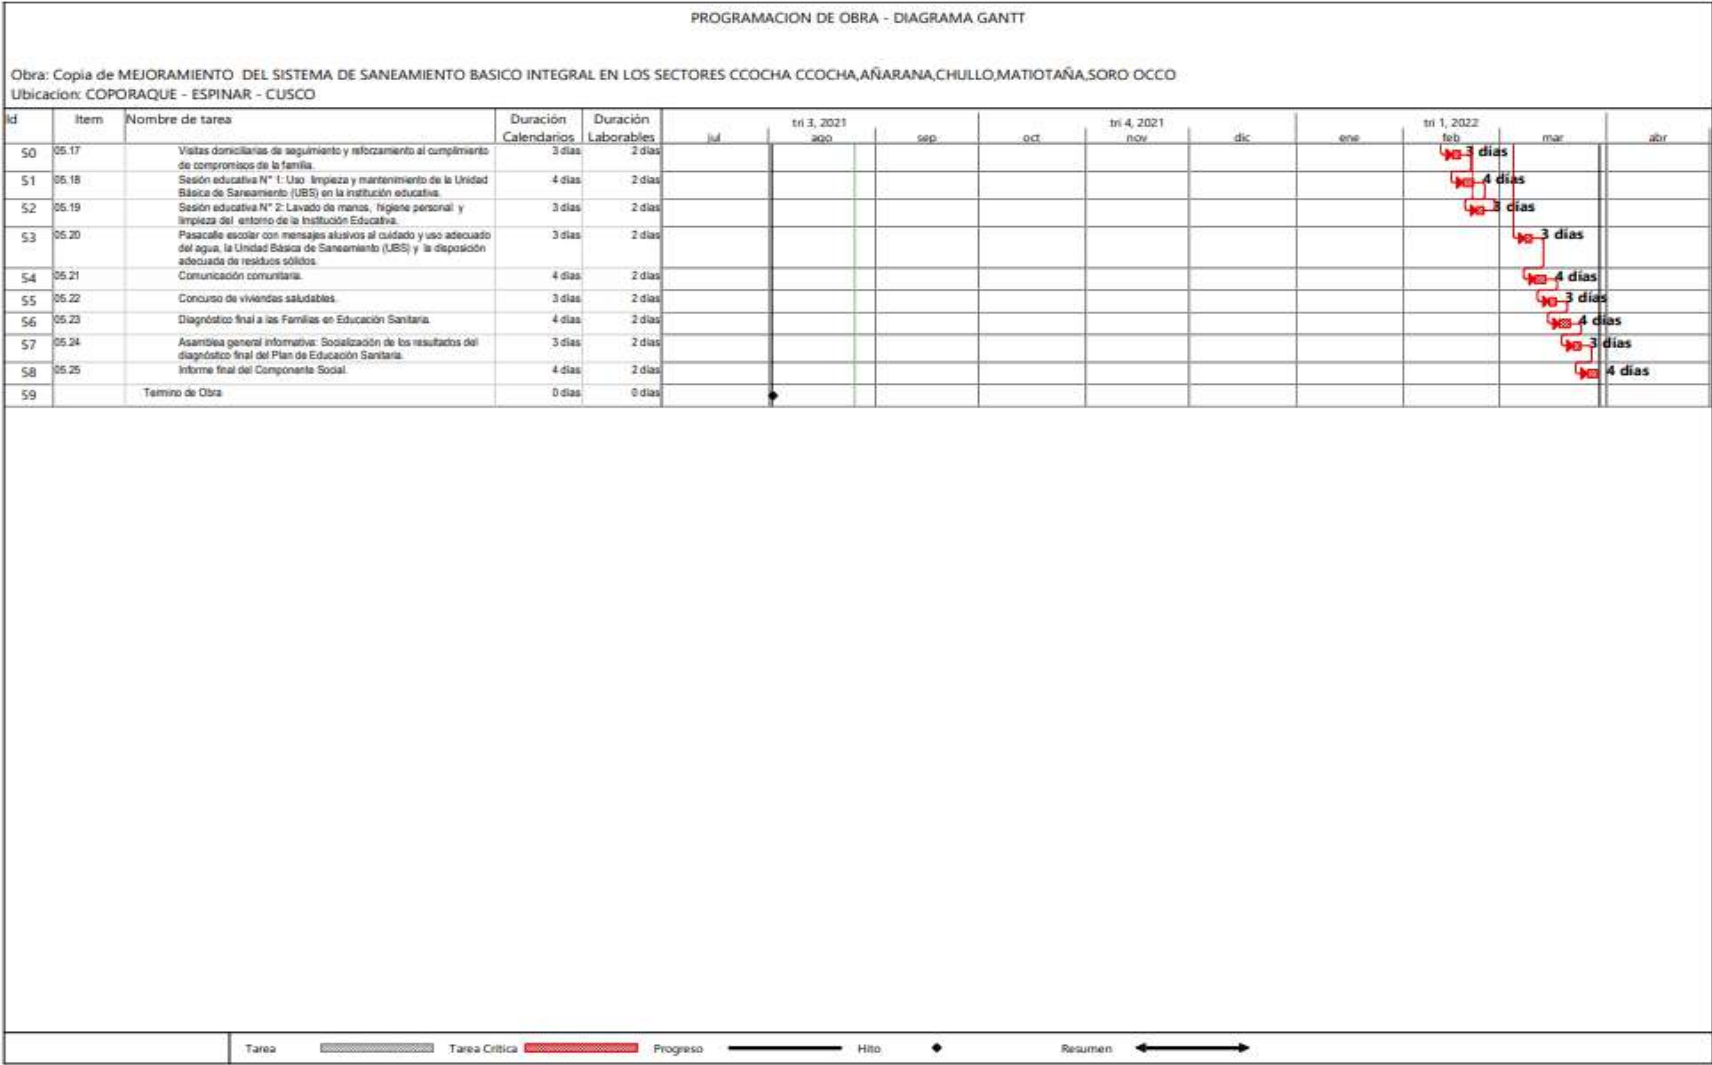 PROGRAMACION DE OBRA - DIAGRAMA GANTT
Obra: Copia de MEJORAMIENTO DEL SISTEMA DE SANEAMIENTO BASICO INTEGRAL EN LOS SECTORES CCOCHA CCOCHA,AÑARANA,CHULLO,MATIOTAÑA,SORO OCCO
Ubicacion: COPORAQUE - ESPINAR - CUSCO
Id Item Nombre de tarea Duración Duración tri 3, 2021 tri 4, 2021 tri 1, 2022
Calendarios Laborables jul ago sep oct nov dic ene feb mar abr
50 05.17 Visitas domiciliarias de seguimiento y reforzamiento al cumplimiento 3 días 2 días 3 días
de compromisos de la familia.
51 05.18 Sesión educativa N° 1: Uso limpieza y mantenimiento de la Unidad 4 días 2 días 4 días
Básica de Saneamiento (UBS) en la institución educativa.
52 05.19 Sesión educativa N° 2: Lavado de manos, higiene personal y 3 días 2 días 3 días
limpieza del entorno de la Institución Educativa.
53 05.20 Pasacalle escolar con mensajes alusivos al cuidado y uso adecuado 3 días 2 días 3 días
del agua, la Unidad Básica de Saneamiento (UBS) y la disposición
adecuada de residuos sólidos.
54 05.21 Comunicación comunitaria. 4 días 2 días 4 días
55 05.22 Concurso de viviendas saludables. 3 días 2 días 3 días
56 05.23 Diagnóstico final a las Familias en Educación Sanitaria. 4 días 2 días 4 días
57 05.24 Asamblea general informativa: Socialización de los resultados del 3 días 2 días 3 días
diagnóstico final del Plan de Educación Sanitaria.
58 05.25 Informe final del Componente Social. 4 días 2 días 4 días
59 Termino de Obra 0 días 0 días
Tarea Tarea Crítica Progreso Hito Resumen